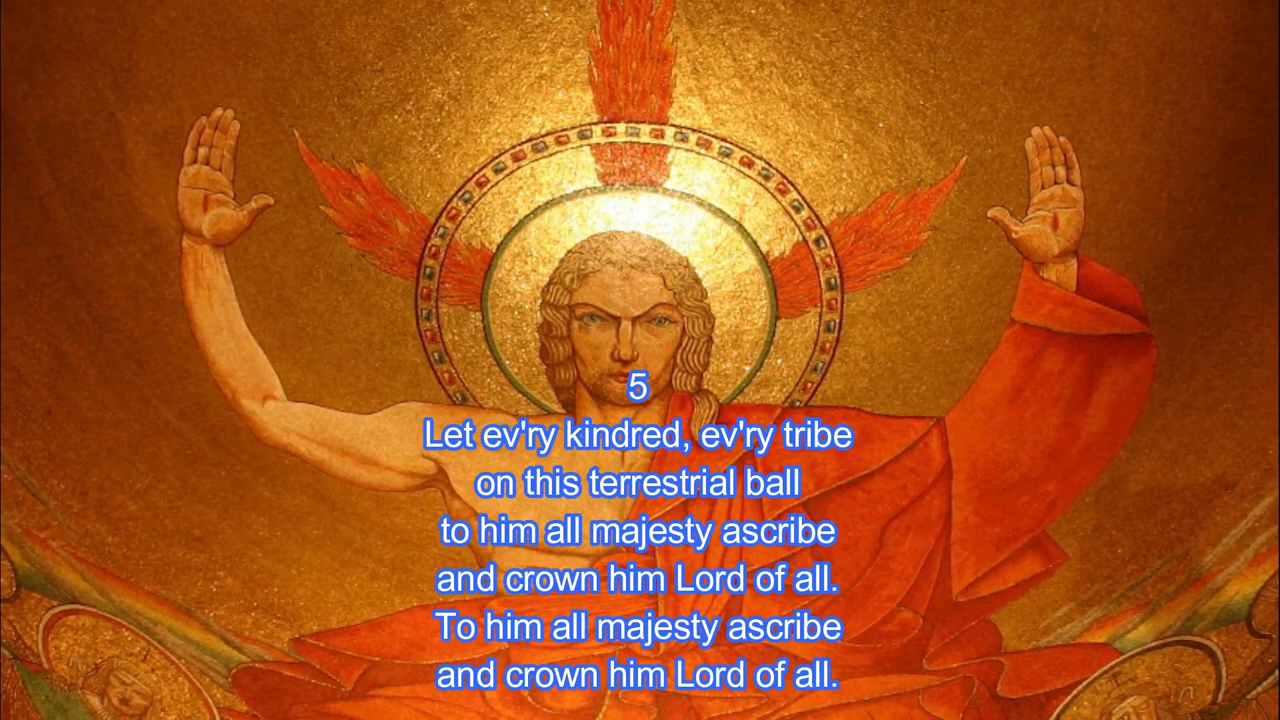 5
Let ev'ry kindred, ev'ry tribe
on this terrestrial ball
to him all majesty ascribe
and crown him Lord of all.
To him all majesty ascribe
and crown him Lord of all.